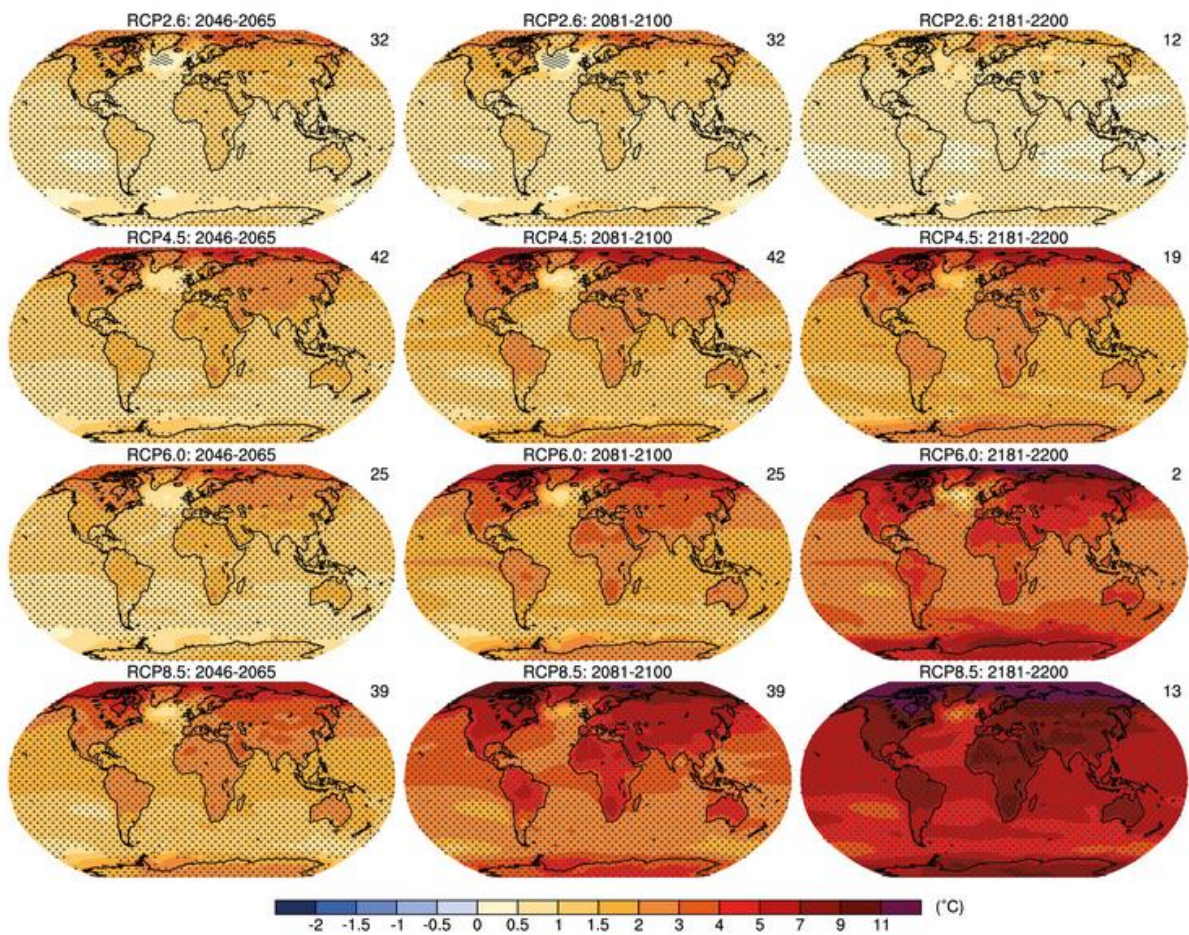 RCP2.6: 2046-2065 RCP2.6: 2081-2100 RCP2.6: 2181-2200
32 32 12
RCP4.5: 2046-2065 RCP4.5: 2081-2100 RCP4.5: 2181-2200
42 42 19
RCP6.0: 2046-2065 RCP6.0: 2081-2100 RCP6.0: 2181-2200
25 25 2
RCP8.5: 2046-2065 RCP8.5: 2081-2100 RCP8.5: 2181-2200
39 39 13
(°C)
-2 -1.5 -1 -0.5 0 0.5 1 1.5 2 3 4 5 7 9 11